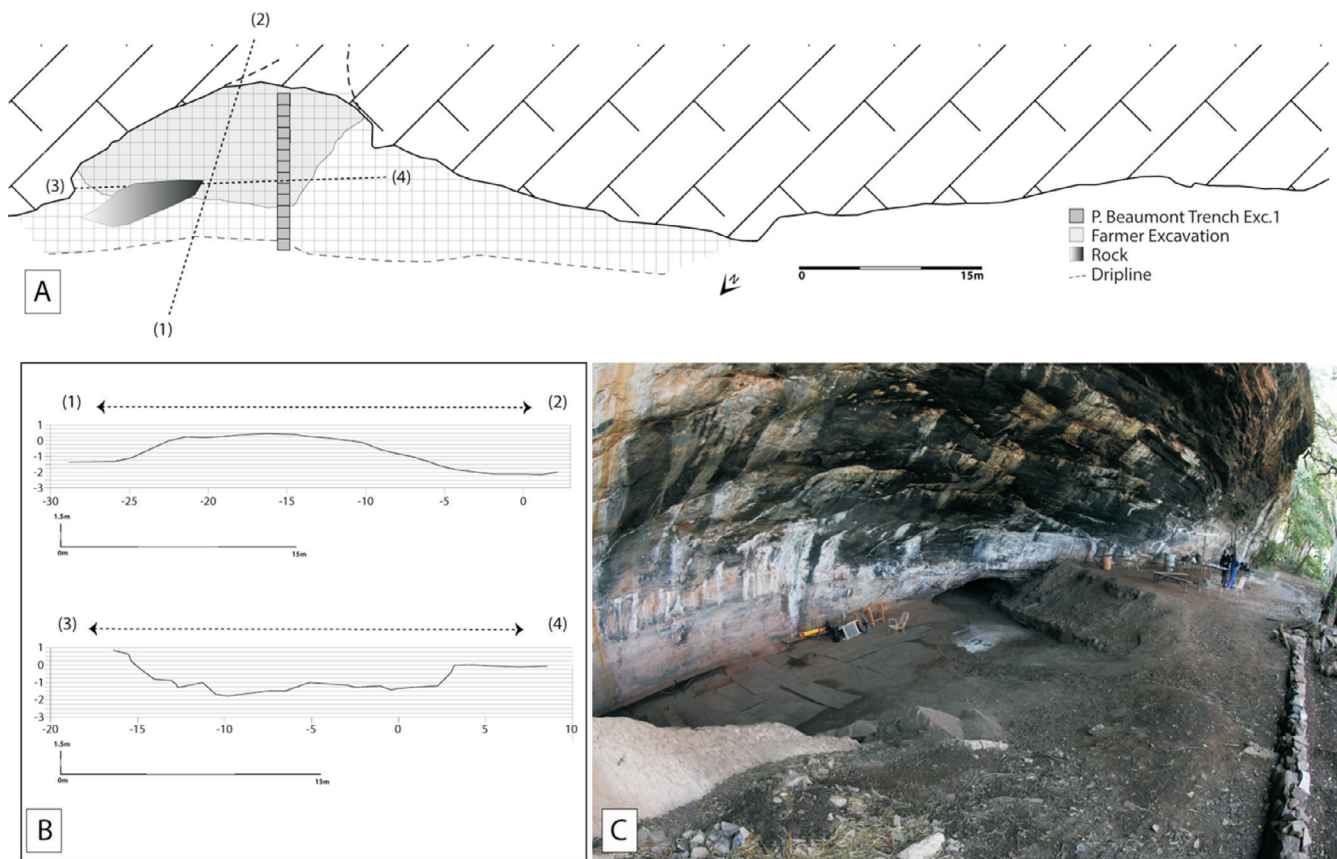 (2)
(3)
(4)
(1)
N
0
15m
P. Beaumont Trench Exc.1
Farmer Excavation
Rock
Dripline
A
(1)
(2)
1
0
-1
-2
-3
-30
-25
-20
-15
-10
-5
0
1.5m
0m
15m
(3)
(4)
1
0
-1
-2
-3
-20
-15
-10
-5
0
5
10
1.5m
0m
15m
B
C